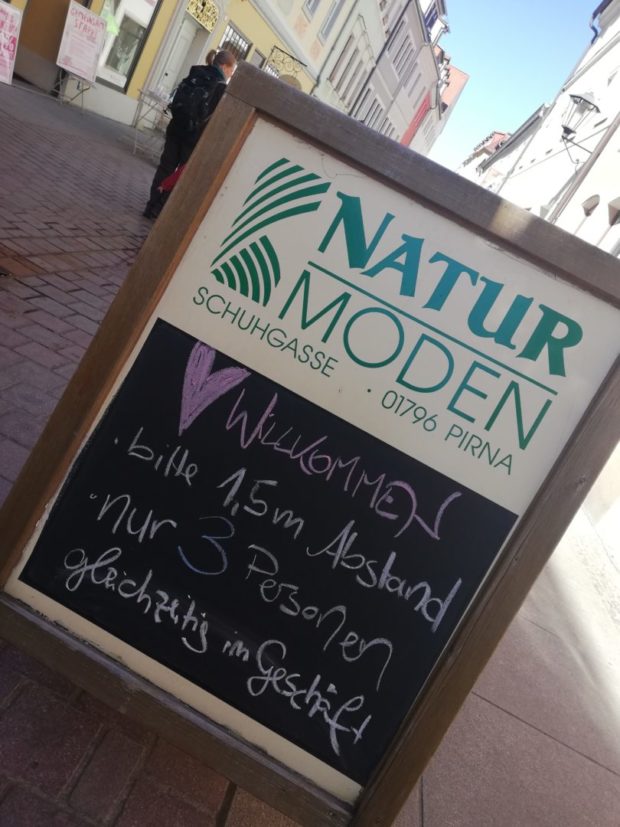 NATUR
MODEN
SCHUHGASSE · 01796 PIRNA
WILLKOMMEN
· bitte 1,5m Abstand
· nur 3 Personen
gleichzeitig im Geschäft